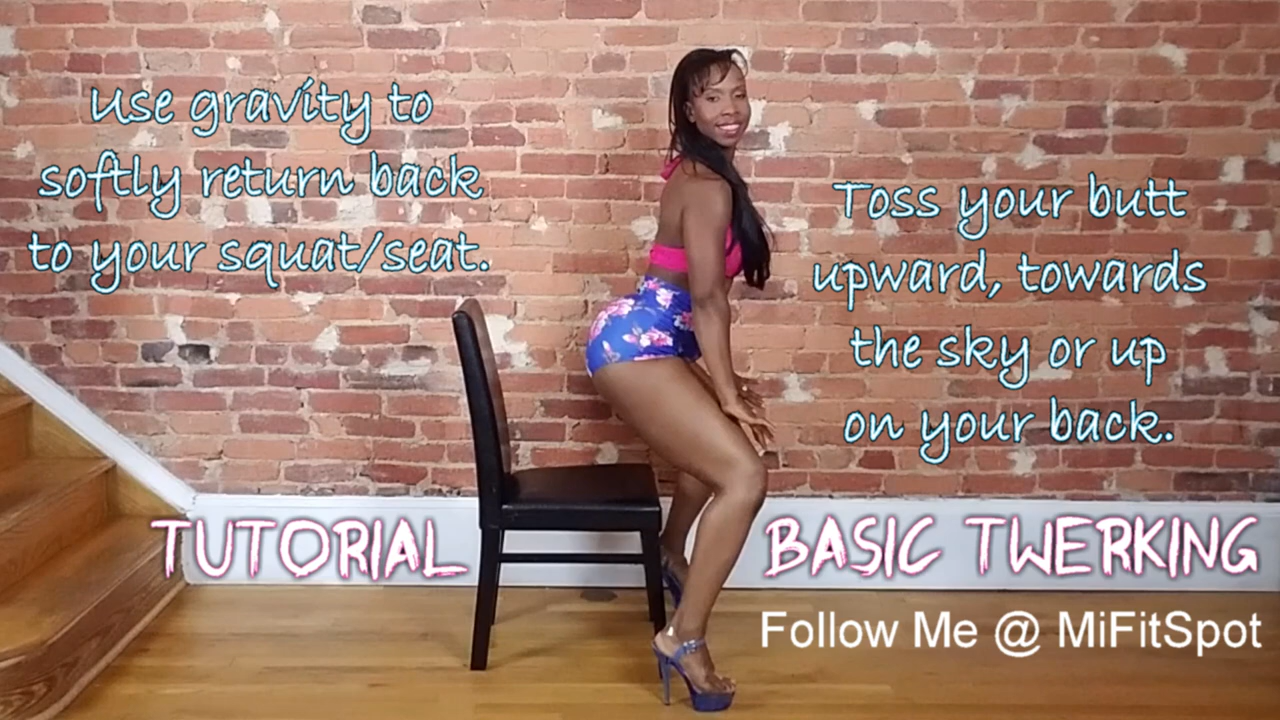 Use gravity to
softly return back
to your squat/seat.
Toss your butt
upward, towards
the sky or up
on your back.
TUTORIAL
BASIC TWERKING
Follow Me @ MiFitSpot